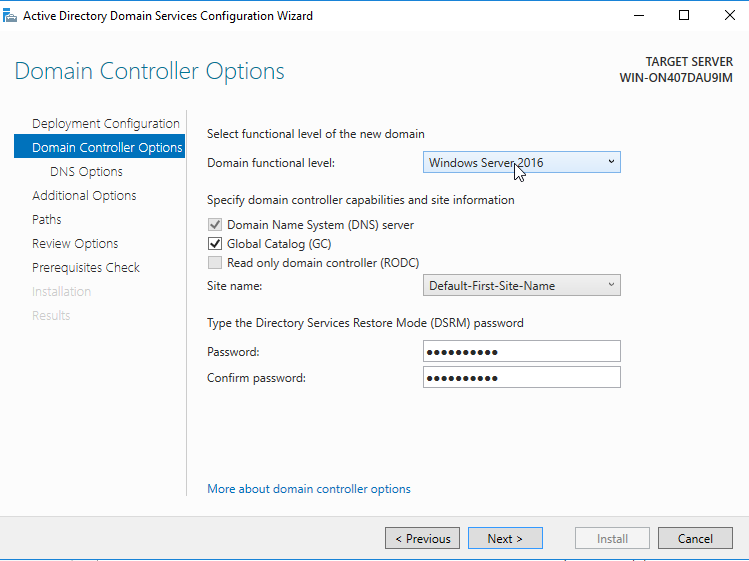 Active Directory Domain Services Configuration Wizard
Domain Controller Options
TARGET SERVER
WIN-ON407DAU9IM
Deployment Configuration
Domain Controller Options
DNS Options
Additional Options
Paths
Review Options
Prerequisites Check
Installation
Results
Select functional level of the new domain
Domain functional level: Windows Server 2016
Specify domain controller capabilities and site information
Domain Name System (DNS) server
Global Catalog (GC)
Read only domain controller (RODC)
Site name: Default-First-Site-Name
Type the Directory Services Restore Mode (DSRM) password
Password: ●●●●●●●●●●
Confirm password: ●●●●●●●●●●
More about domain controller options
< Previous Next > Install Cancel